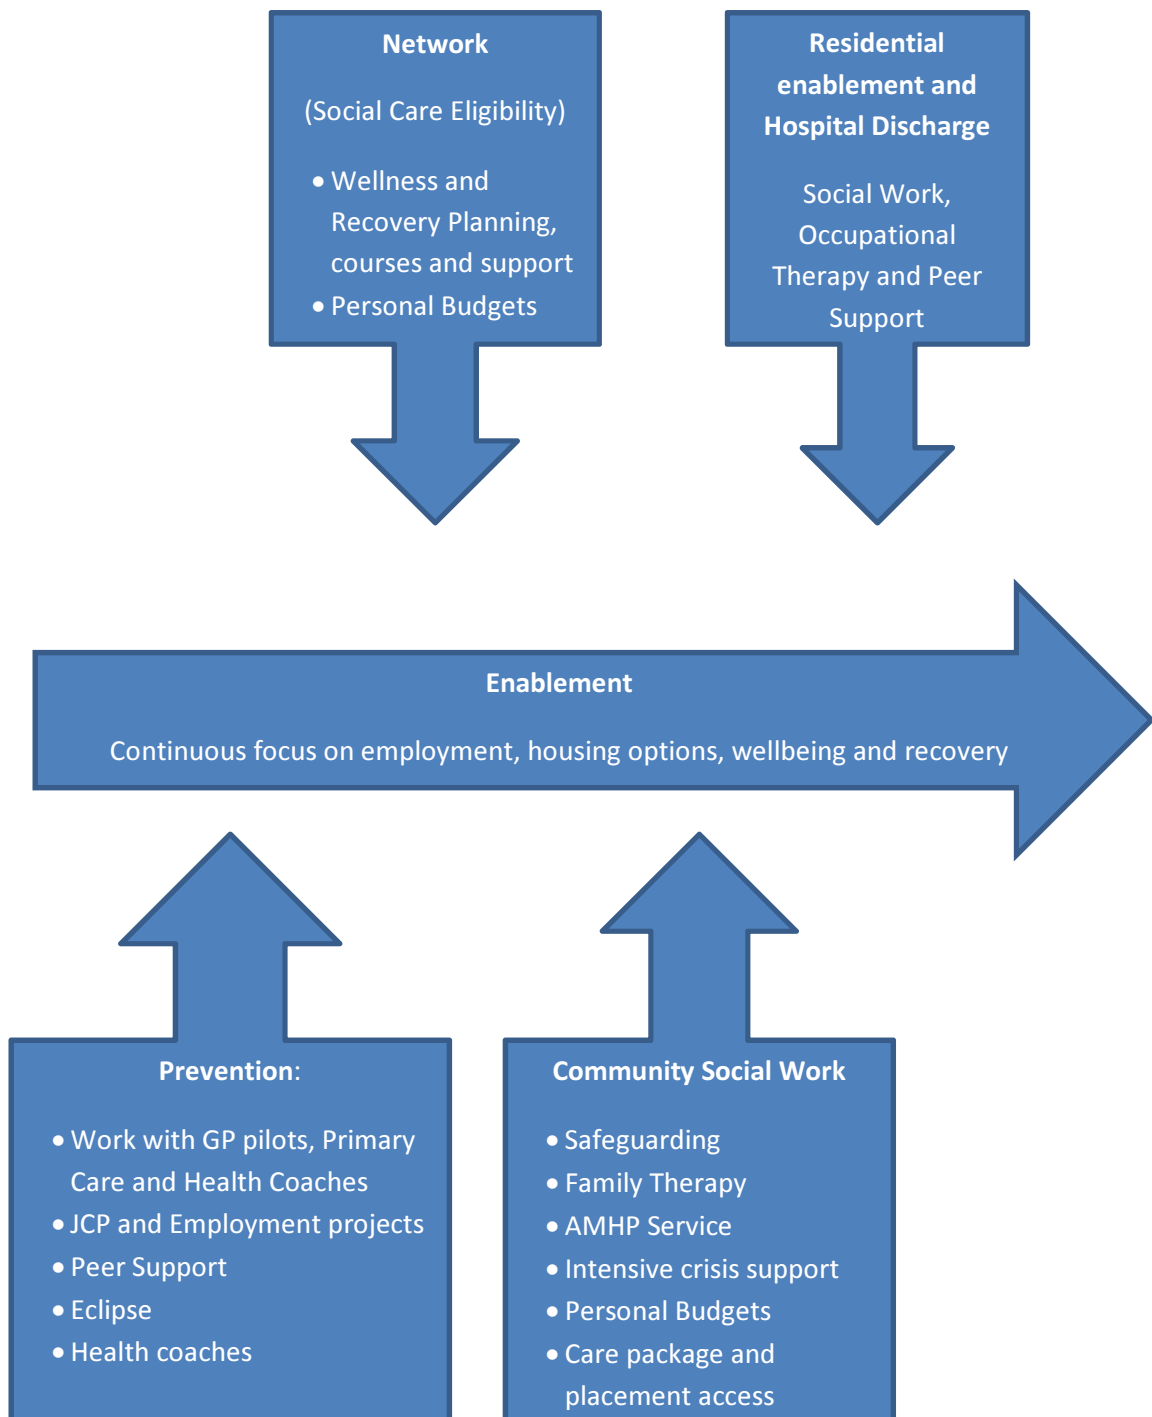 Network
(Social Care Eligibility)
• Wellness and
Recovery Planning,
courses and support
• Personal Budgets
Residential
enablement and
Hospital Discharge
Social Work,
Occupational
Therapy and Peer
Support
Enablement
Continuous focus on employment, housing options, wellbeing and recovery
Prevention:
• Work with GP pilots, Primary
Care and Health Coaches
• JCP and Employment projects
• Peer Support
• Eclipse
• Health coaches
Community Social Work
• Safeguarding
• Family Therapy
• AMHP Service
• Intensive crisis support
• Personal Budgets
• Care package and
placement access